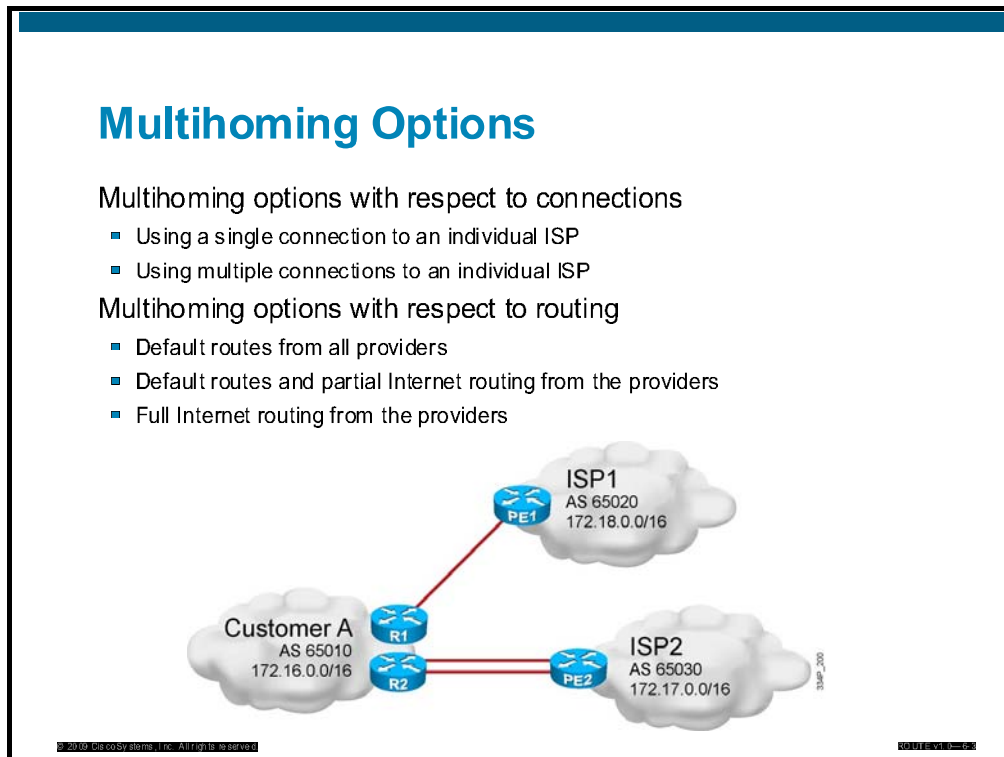 Multihoming Options
Multihoming options with respect to connections
Using a single connection to an individual ISP
Using multiple connections to an individual ISP
Multihoming options with respect to routing
Default routes from all providers
Default routes and partial Internet routing from the providers
Full Internet routing from the providers
ISP1
AS 65020
172.18.0.0/16
PE1
Customer A
AS 65010
172.16.0.0/16
R1
R2
PE2
ISP2
AS 65030
172.17.0.0/16
334P_200
© 2009 Cisco Systems, Inc. All rights reserved.
ROUTE v1.0—6-3